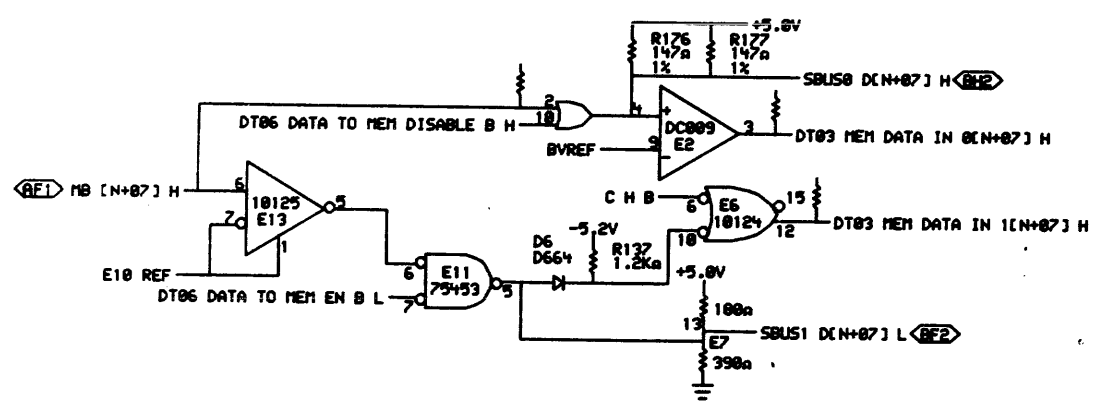 +5.0V
R176
147Ω
1%
R177
147Ω
1%
SBUS0 D[N+07] H BH2
2
10
DT06 DATA TO MEM DISABLE B H
4
+
DC009
E2
3
DT03 MEM DATA IN 0[N+07] H
BVREF
9
-
AF1 MB [N+07] H
6
10125
E13
5
7
1
E10 REF
C H B
6
E6
10124
15
10
12
DT03 MEM DATA IN 1[N+07] H
-5.2V
D6
D664
R137
1.2KΩ
6
E11
75453
5
DT06 DATA TO MEM EN B L
7
+5.0V
180Ω
13
SBUS1 D[N+07] L BF2
E7
390Ω